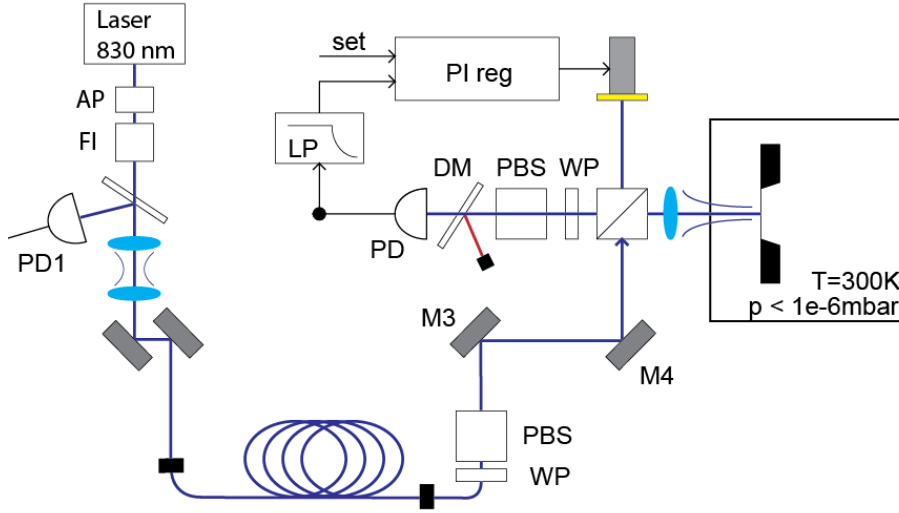 Laser
830 nm
AP
FI
PD1
set
PI reg
LP
DM
PBS
WP
PD
T=300K
p < 1e-6mbar
M3
M4
PBS
WP